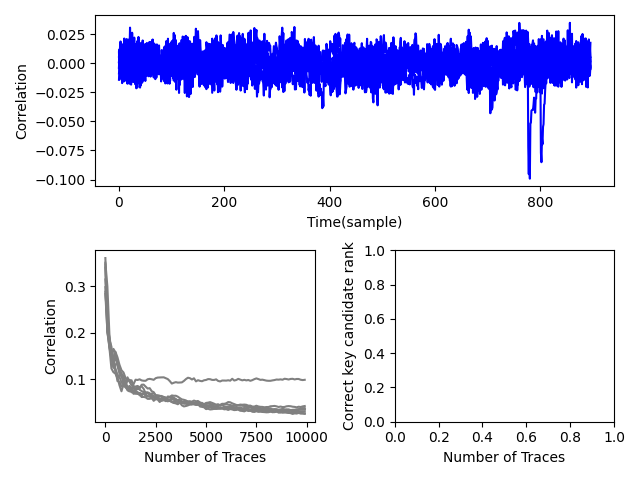 0.025
0.000
−0.025
−0.050
−0.075
−0.100
Correlation
0 200 400 600 800
Time(sample)
0.3
0.2
0.1
Correlation
0 2500 5000 7500 10000
Number of Traces
1.0
0.8
0.6
0.4
0.2
0.0
Correct key candidate rank
0.0 0.2 0.4 0.6 0.8 1.0
Number of Traces